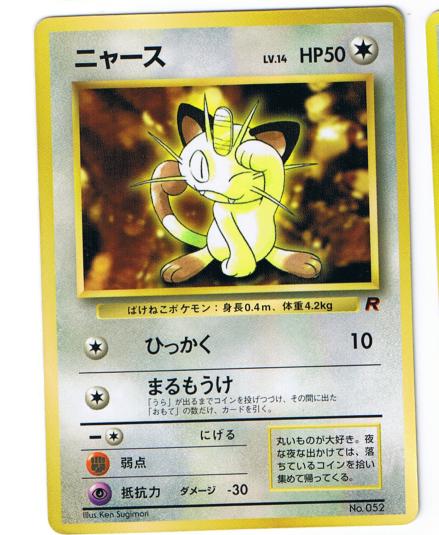 ニャース LV.14 HP50
ばけねこポケモン：身長0.4m、体重4.2kg R
ひっかく 10
まるもうけ
「うら」が出るまでコインを投げつづけ、その間に出た
「おもて」の数だけ、カードを引く。
にげる
弱点
抵抗力 ダメージ -30
丸いものが大好き。夜
な夜な出かけては、落
ちているコインを拾い
集めて帰ってくる。
Illus. Ken Sugimori
No. 052